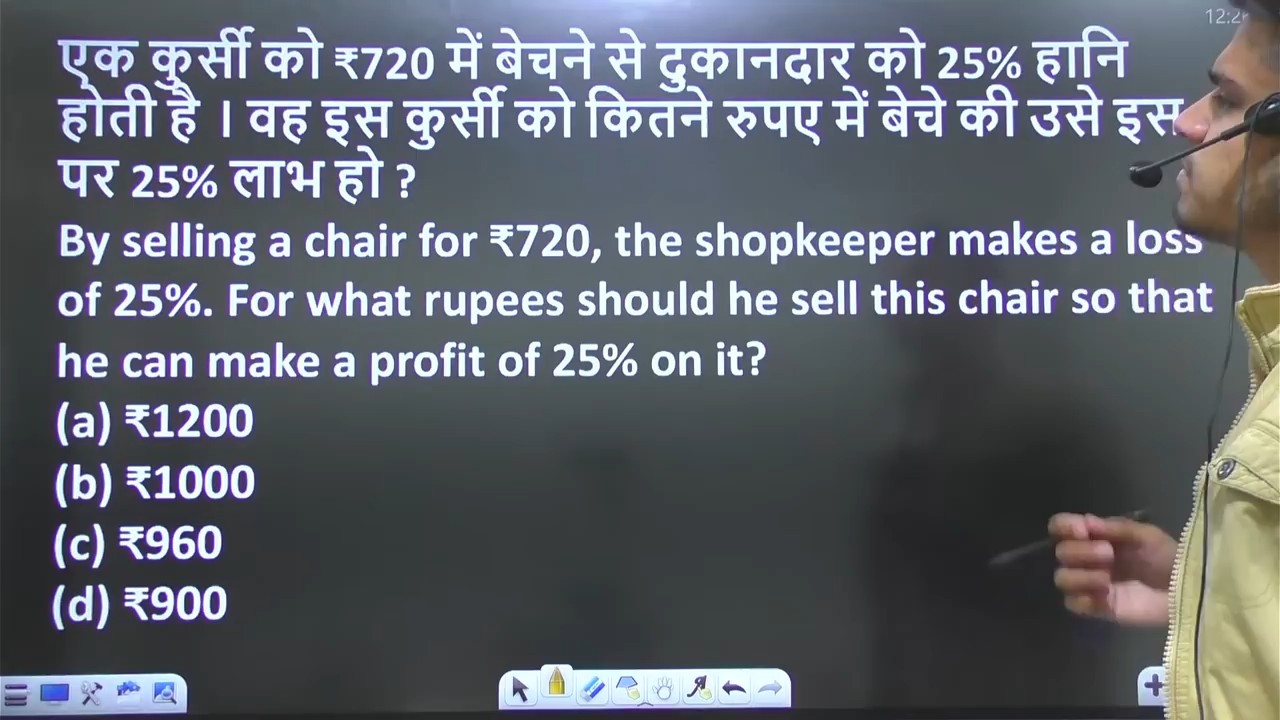 12:2
एक कुर्सी को ₹720 में बेचने से दुकानदार को 25% हानि
होती है । वह इस कुर्सी को कितने रुपए में बेचे की उसे इस
पर 25% लाभ हो ?
By selling a chair for ₹720, the shopkeeper makes a loss
of 25%. For what rupees should he sell this chair so that
he can make a profit of 25% on it?
(a) ₹1200
(b) ₹1000
(c) ₹960
(d) ₹900